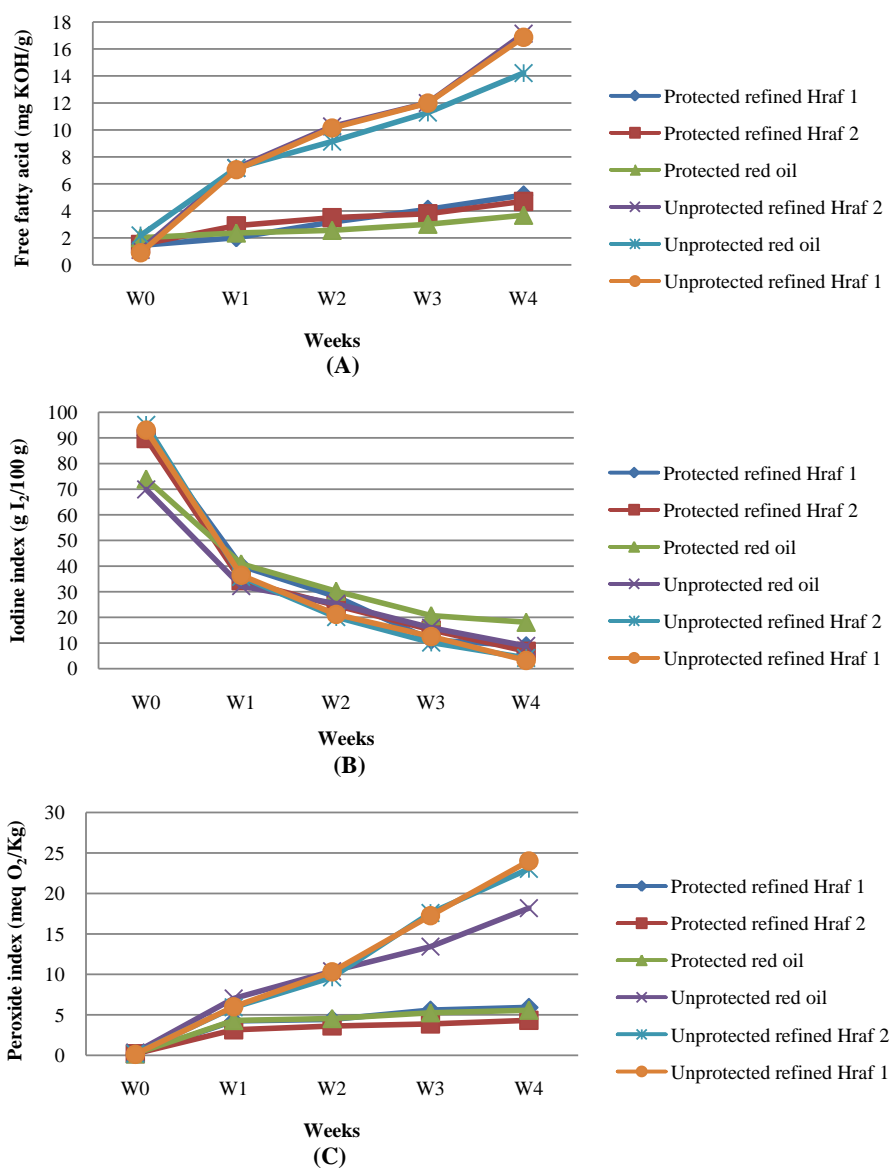 Free fatty acid (mg KOH/g)
18
16
14
12
10
8
6
4
2
0
W0 W1 W2 W3 W4
Weeks
(A)
Protected refined Hraf 1
Protected refined Hraf 2
Protected red oil
Unprotected refined Hraf 2
Unprotected red oil
Unprotected refined Hraf 1
Iodine index (g I₂/100 g)
100
90
80
70
60
50
40
30
20
10
0
W0 W1 W2 W3 W4
Weeks
(B)
Protected refined Hraf 1
Protected refined Hraf 2
Protected red oil
Unprotected red oil
Unprotected refined Hraf 2
Unprotected refined Hraf 1
Peroxide index (meq O₂/Kg)
30
25
20
15
10
5
0
W0 W1 W2 W3 W4
Weeks
(C)
Protected refined Hraf 1
Protected refined Hraf 2
Protected red oil
Unprotected red oil
Unprotected refined Hraf 2
Unprotected refined Hraf 1